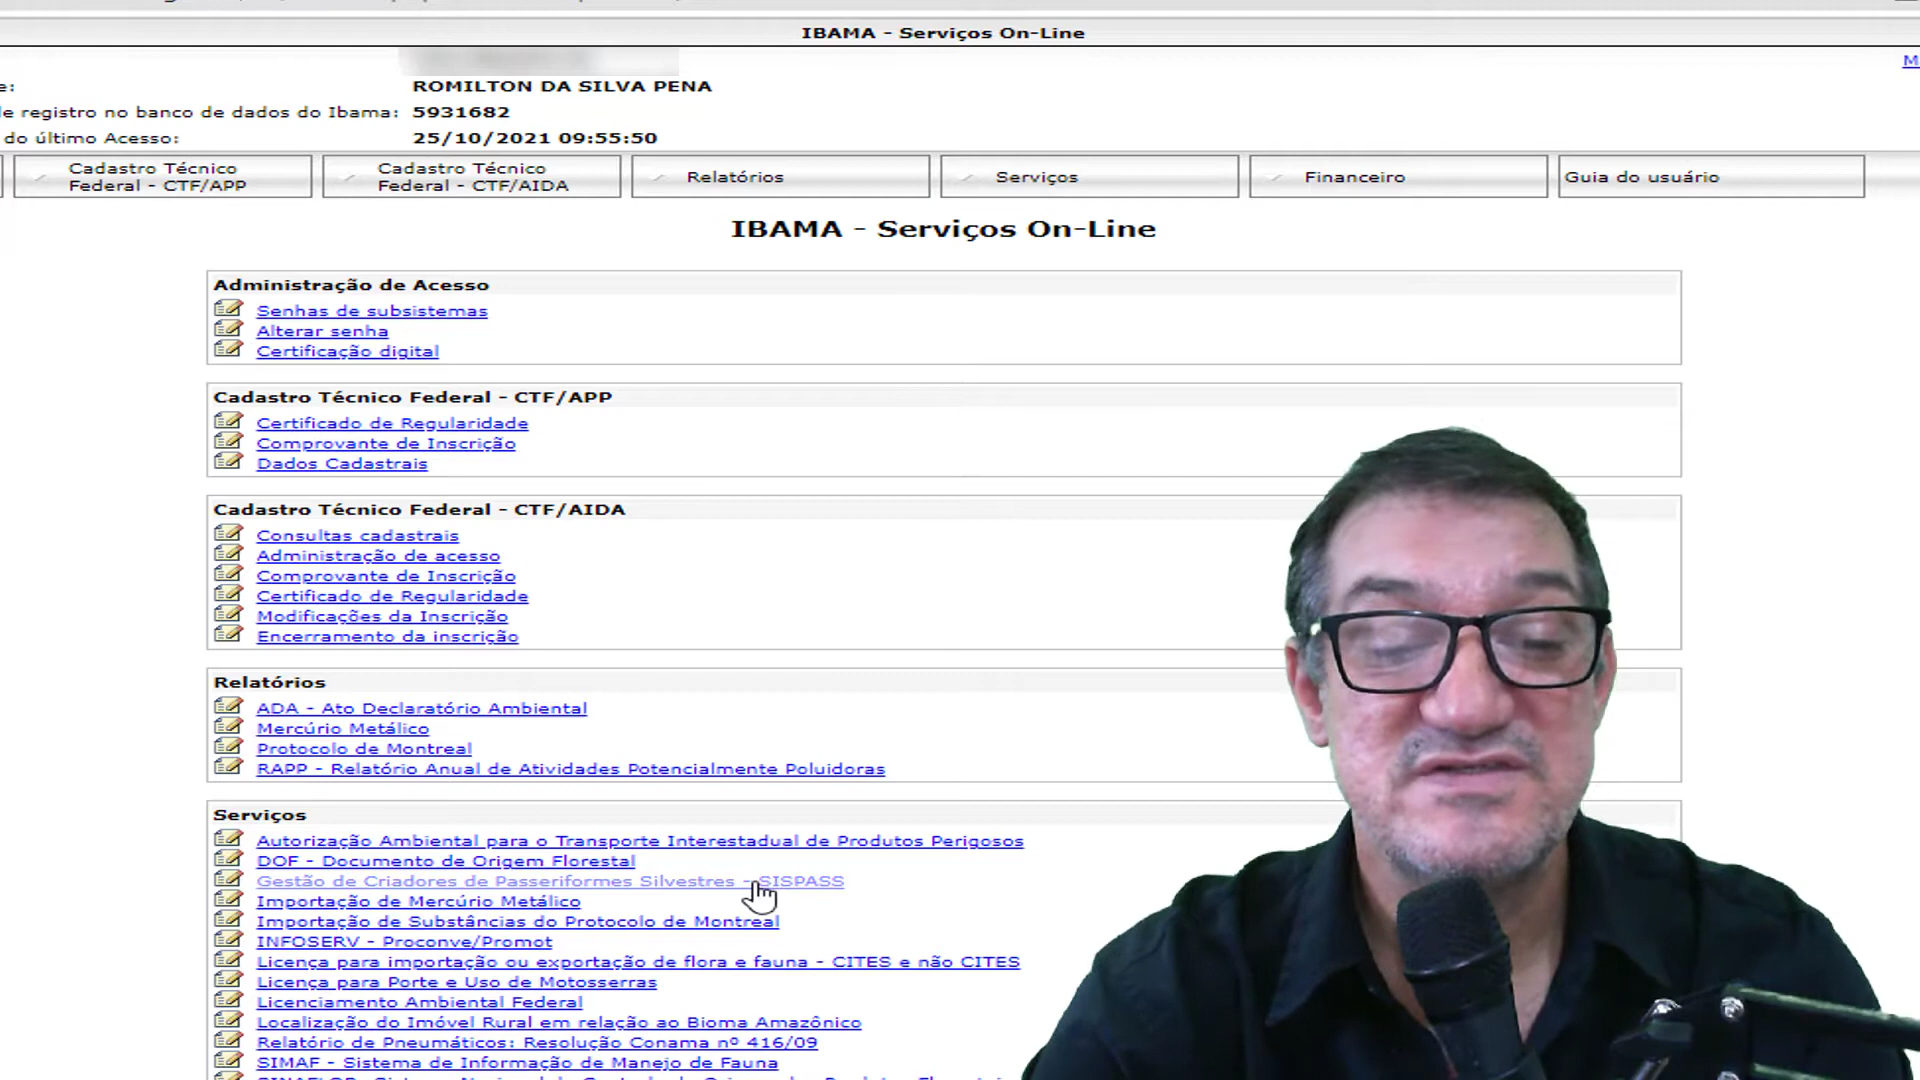 IBAMA - Serviços On-Line
M
e:
ROMILTON DA SILVA PENA
e registro no banco de dados do Ibama: 5931682
do último Acesso: 25/10/2021 09:55:50
Cadastro Técnico Federal - CTF/APP
Cadastro Técnico Federal - CTF/AIDA
Relatórios
Serviços
Financeiro
Guia do usuário
IBAMA - Serviços On-Line
Administração de Acesso
Senhas de subsistemas
Alterar senha
Certificação digital
Cadastro Técnico Federal - CTF/APP
Certificado de Regularidade
Comprovante de Inscrição
Dados Cadastrais
Cadastro Técnico Federal - CTF/AIDA
Consultas cadastrais
Administração de acesso
Comprovante de Inscrição
Certificado de Regularidade
Modificações da Inscrição
Encerramento da inscrição
Relatórios
ADA - Ato Declaratório Ambiental
Mercúrio Metálico
Protocolo de Montreal
RAPP - Relatório Anual de Atividades Potencialmente Poluidoras
Serviços
Autorização Ambiental para o Transporte Interestadual de Produtos Perigosos
DOF - Documento de Origem Florestal
Gestão de Criadores de Passeriformes Silvestres - SISPASS
Importação de Mercúrio Metálico
Importação de Substâncias do Protocolo de Montreal
INFOSERV - Proconve/Promot
Licença para importação ou exportação de flora e fauna - CITES e não CITES
Licença para Porte e Uso de Motosserras
Licenciamento Ambiental Federal
Localização do Imóvel Rural em relação ao Bioma Amazônico
Relatório de Pneumáticos: Resolução Conama nº 416/09
SIMAF - Sistema de Informação de Manejo de Fauna